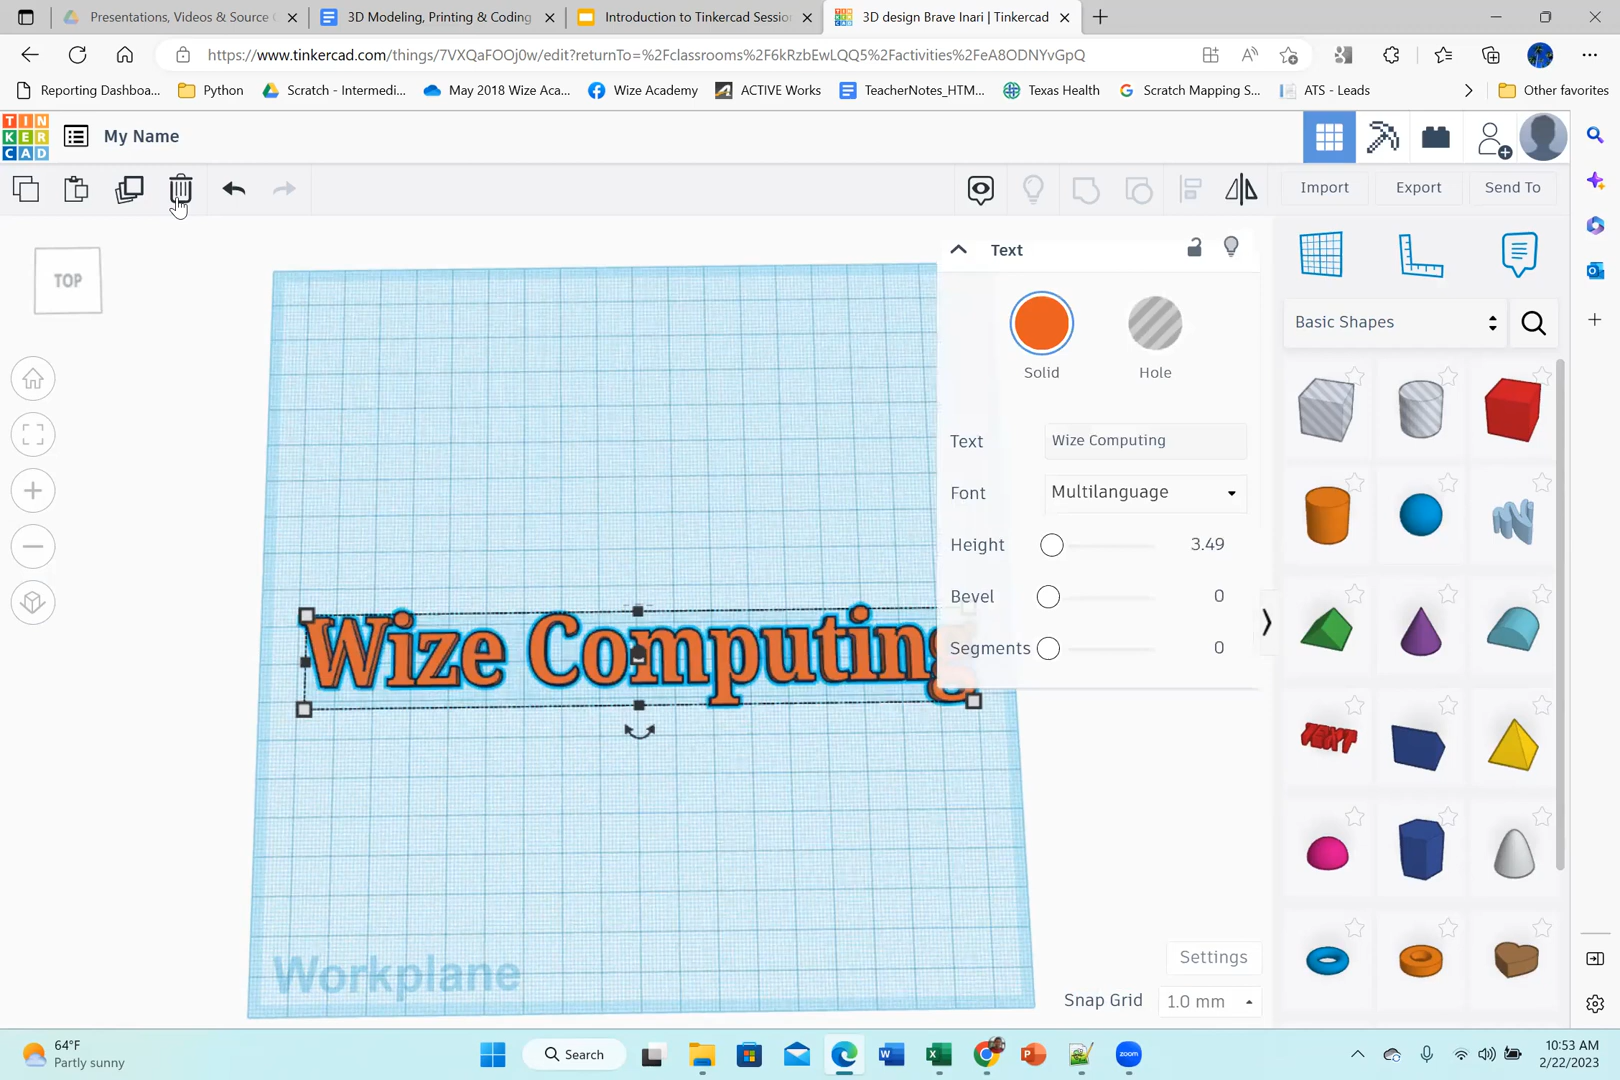 Presentations, Videos & Source
3D Modeling, Printing & Coding
Introduction to Tinkercad Sessi
3D design Brave Inari | Tinkercad
https://www.tinkercad.com/things/7VXQaFOOj0w/edit?returnTo=%2Fclassrooms%2F6kRzbEwLQQ5%2Factivities%2FeA8ODNYvGpQ
Reporting Dashboa...
Python
Scratch - Intermedi...
May 2018 Wize Aca...
Wize Academy
ACTIVE Works
TeacherNotes_HTM...
Texas Health
Scratch Mapping S...
ATS - Leads
Other favorites
TIN
KER
CAD
My Name
Import
Export
Send To
TOP
Text
Solid
Hole
Text
Wize Computing
Font
Multilanguage
Height
3.49
Bevel
0
Segments
0
Basic Shapes
TEXT
Wize Computing
Workplane
Settings
Snap Grid
1.0 mm
64°F
Partly sunny
Search
zoom
10:53 AM
2/22/2023